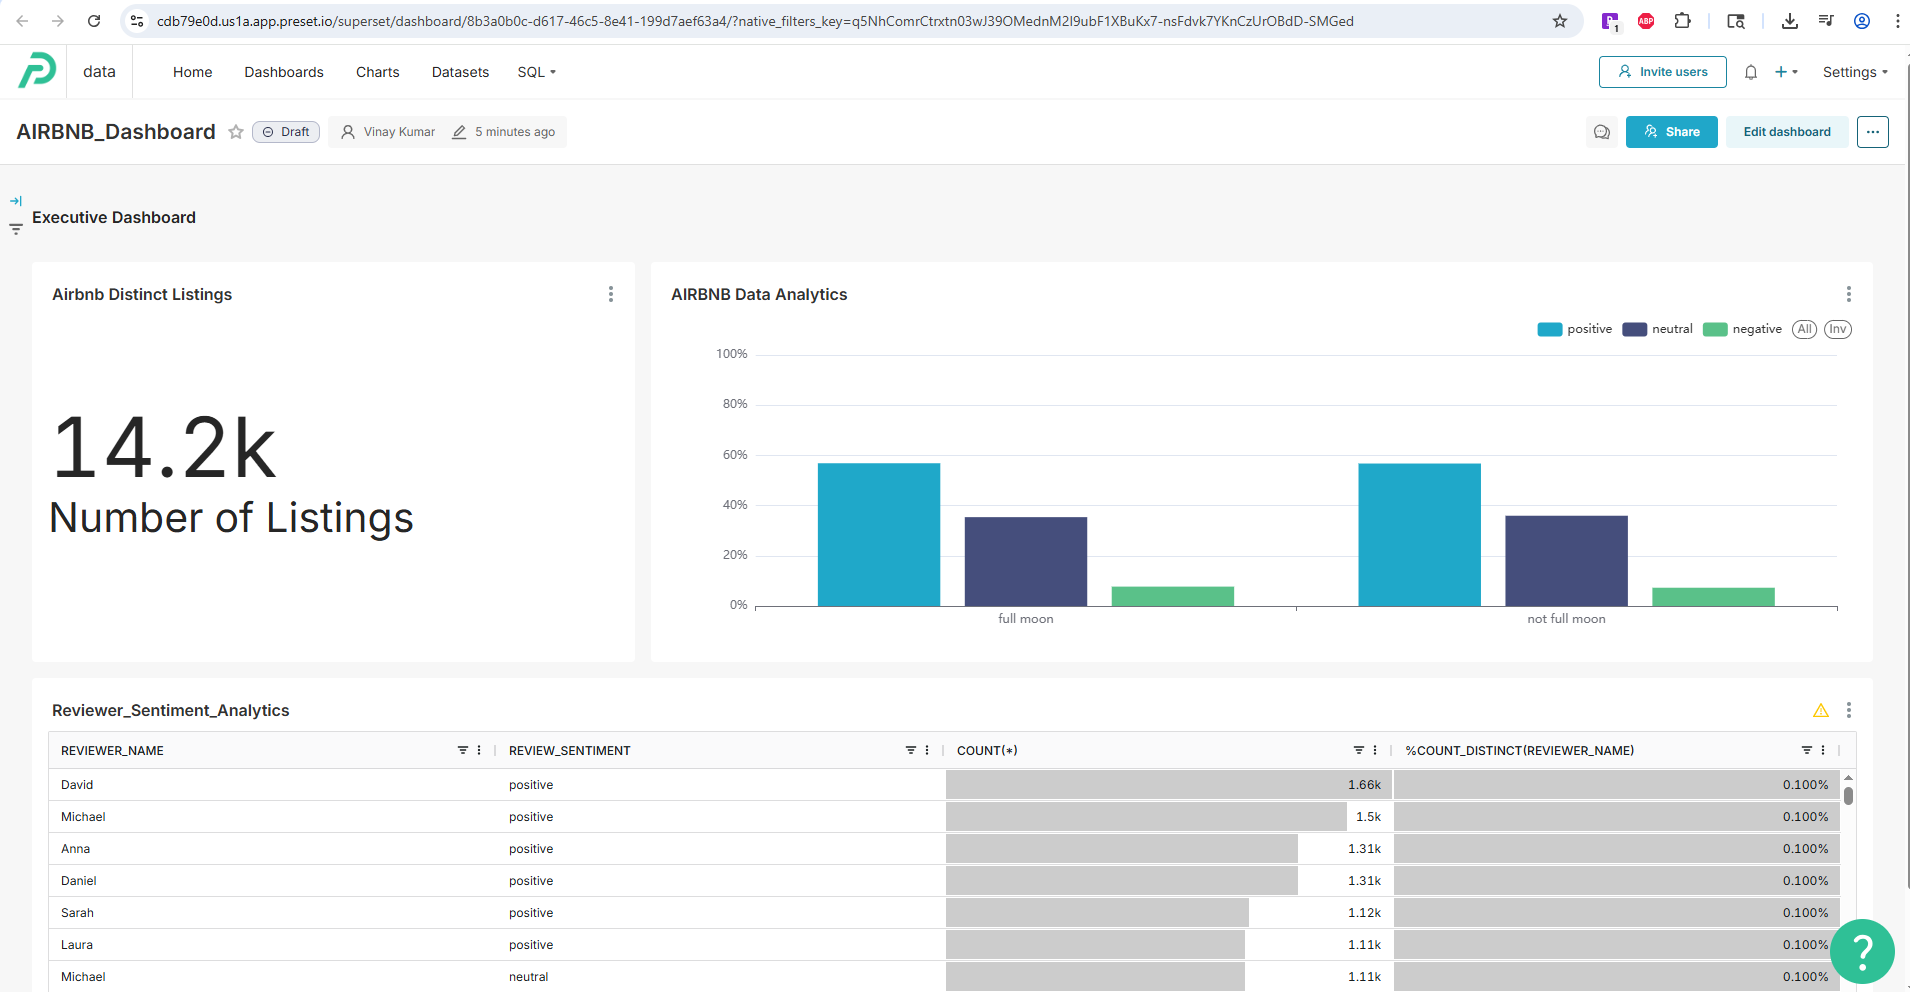 cdb79e0d.us1a.app.preset.io/superset/dashboard/8b3a0b0c-d617-46c5-8e41-199d7aef63a4/?native_filters_key=q5NhComrCtrxtn03wJ39OMednM2I9ubF1XBuKx7-nsFdvk7YKnCzUrOBdD-SMGed
1
ABP
data Home Dashboards Charts Datasets SQL Invite users Settings
AIRBNB_Dashboard Draft Vinay Kumar 5 minutes ago Share Edit dashboard
Executive Dashboard
Airbnb Distinct Listings
14.2k
Number of Listings
AIRBNB Data Analytics
positive neutral negative All Inv
100%
80%
60%
40%
20%
0%
full moon not full moon
Reviewer_Sentiment_Analytics
REVIEWER_NAME REVIEW_SENTIMENT COUNT(*) %COUNT_DISTINCT(REVIEWER_NAME)
David positive 1.66k 0.100%
Michael positive 1.5k 0.100%
Anna positive 1.31k 0.100%
Daniel positive 1.31k 0.100%
Sarah positive 1.12k 0.100%
Laura positive 1.11k 0.100%
Michael neutral 1.11k 0.100%
?